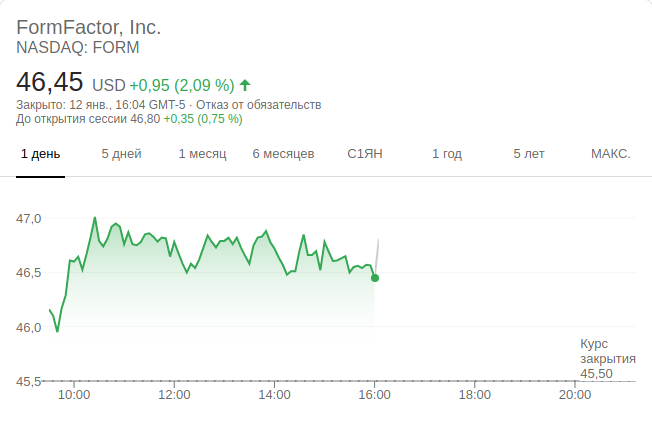 FormFactor, Inc.
NASDAQ: FORM
46,45 USD +0,95 (2,09 %)
Закрыто: 12 янв., 16:04 GMT-5 · Отказ от обязательств
До открытия сессии 46,80 +0,35 (0,75 %)
1 день 5 дней 1 месяц 6 месяцев С1ЯН 1 год 5 лет МАКС.
47,0
46,5
46,0
Курс
закрытия
45,50
45,5
10:00 12:00 14:00 16:00 18:00 20:00